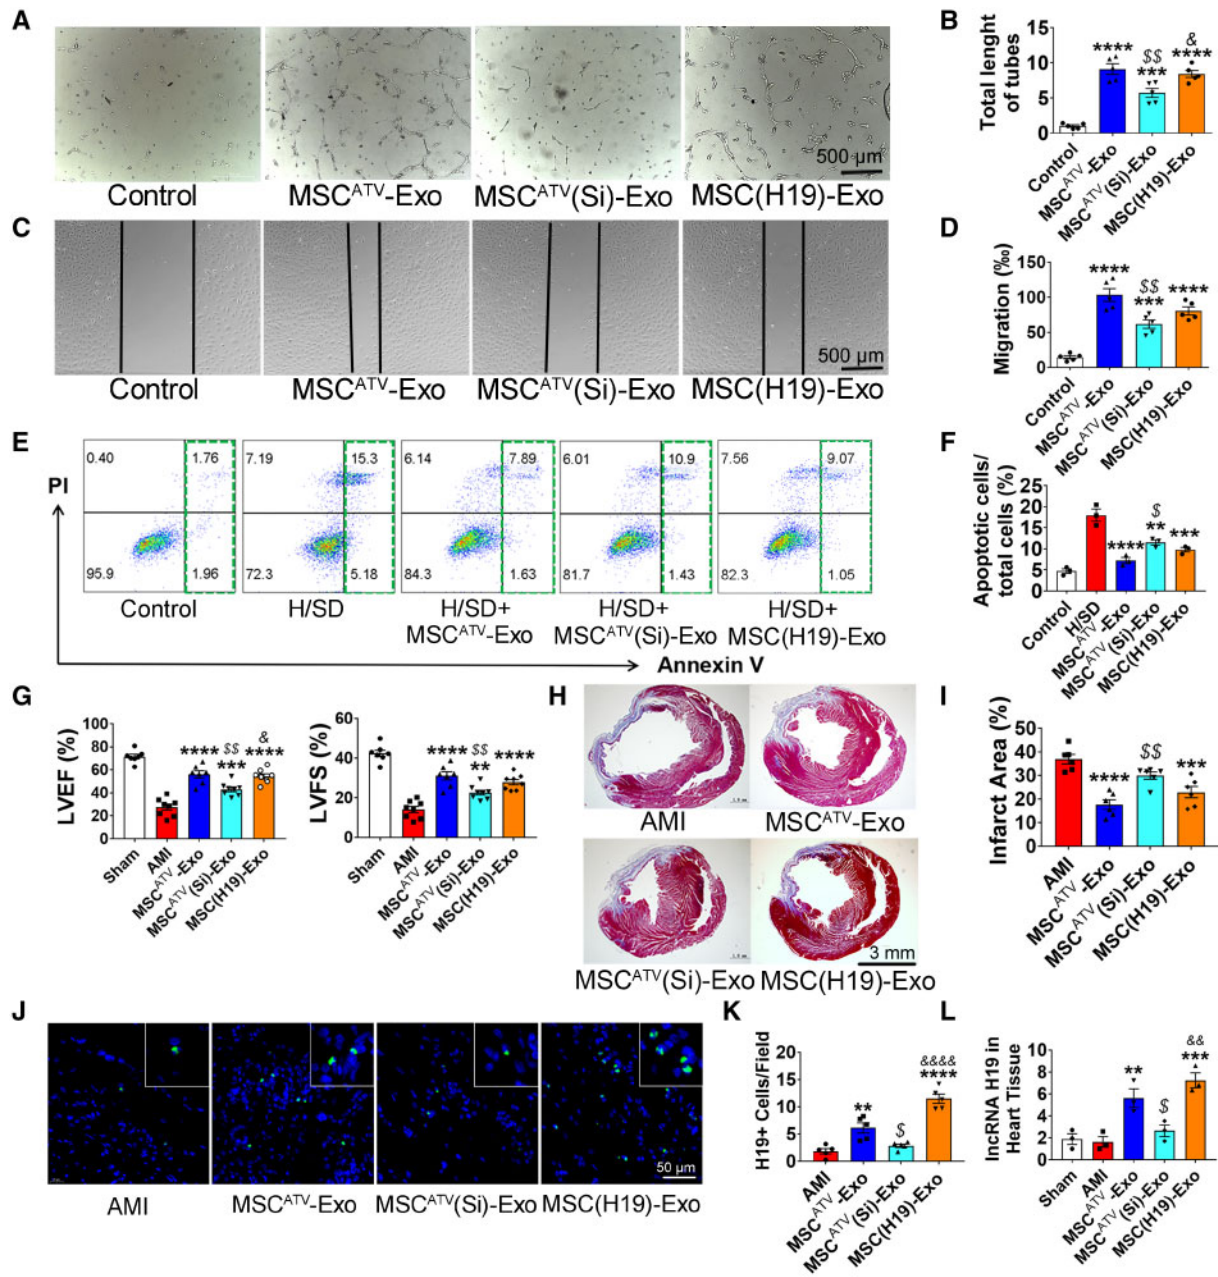 A
Control
MSCᴬᵀⱽ-Exo
MSCᴬᵀⱽ(Si)-Exo
MSC(H19)-Exo
500 µm
B
Total lenght
of tubes
15
10
5
0
****
$$
***
&
****
Control
MSCᴬᵀⱽ-Exo
MSCᴬᵀⱽ(Si)-Exo
MSC(H19)-Exo
C
Control
MSCᴬᵀⱽ-Exo
MSCᴬᵀⱽ(Si)-Exo
MSC(H19)-Exo
500 µm
D
Migration (‰)
150
100
50
0
****
$$
***
****
Control
MSCᴬᵀⱽ-Exo
MSCᴬᵀⱽ(Si)-Exo
MSC(H19)-Exo
E
PI
0.40 1.76
95.9 1.96
Control
7.19 15.3
72.3 5.18
H/SD
6.14 7.89
84.3 1.63
H/SD+
MSCᴬᵀⱽ-Exo
6.01 10.9
81.7 1.43
H/SD+
MSCᴬᵀⱽ(Si)-Exo
7.56 9.07
82.3 1.05
H/SD+
MSC(H19)-Exo
Annexin V
F
Apoptotic cells/
total cells (%)
25
20
15
10
5
0
****
$
**
***
Control
H/SD
MSCᴬᵀⱽ-Exo
MSCᴬᵀⱽ(Si)-Exo
MSC(H19)-Exo
G
LVEF (%)
100
80
60
40
20
0
****
$$
***
&
****
Sham
AMI
MSCᴬᵀⱽ-Exo
MSCᴬᵀⱽ(Si)-Exo
MSC(H19)-Exo
LVFS (%)
60
40
20
0
****
$$
**
****
Sham
AMI
MSCᴬᵀⱽ-Exo
MSCᴬᵀⱽ(Si)-Exo
MSC(H19)-Exo
H
AMI
MSCᴬᵀⱽ-Exo
MSCᴬᵀⱽ(Si)-Exo
MSC(H19)-Exo
3 mm
I
Infarct Area (%)
50
40
30
20
10
0
****
$$
***
AMI
MSCᴬᵀⱽ-Exo
MSCᴬᵀⱽ(Si)-Exo
MSC(H19)-Exo
J
AMI
MSCᴬᵀⱽ-Exo
MSCᴬᵀⱽ(Si)-Exo
MSC(H19)-Exo
50 µm
K
H19+ Cells/Field
20
15
10
5
0
**
$
&&&&
****
AMI
MSCᴬᵀⱽ-Exo
MSCᴬᵀⱽ(Si)-Exo
MSC(H19)-Exo
L
lncRNA H19 in
Heart Tissue
10
8
6
4
2
0
**
$
&&
***
Sham
AMI
MSCᴬᵀⱽ-Exo
MSCᴬᵀⱽ(Si)-Exo
MSC(H19)-Exo